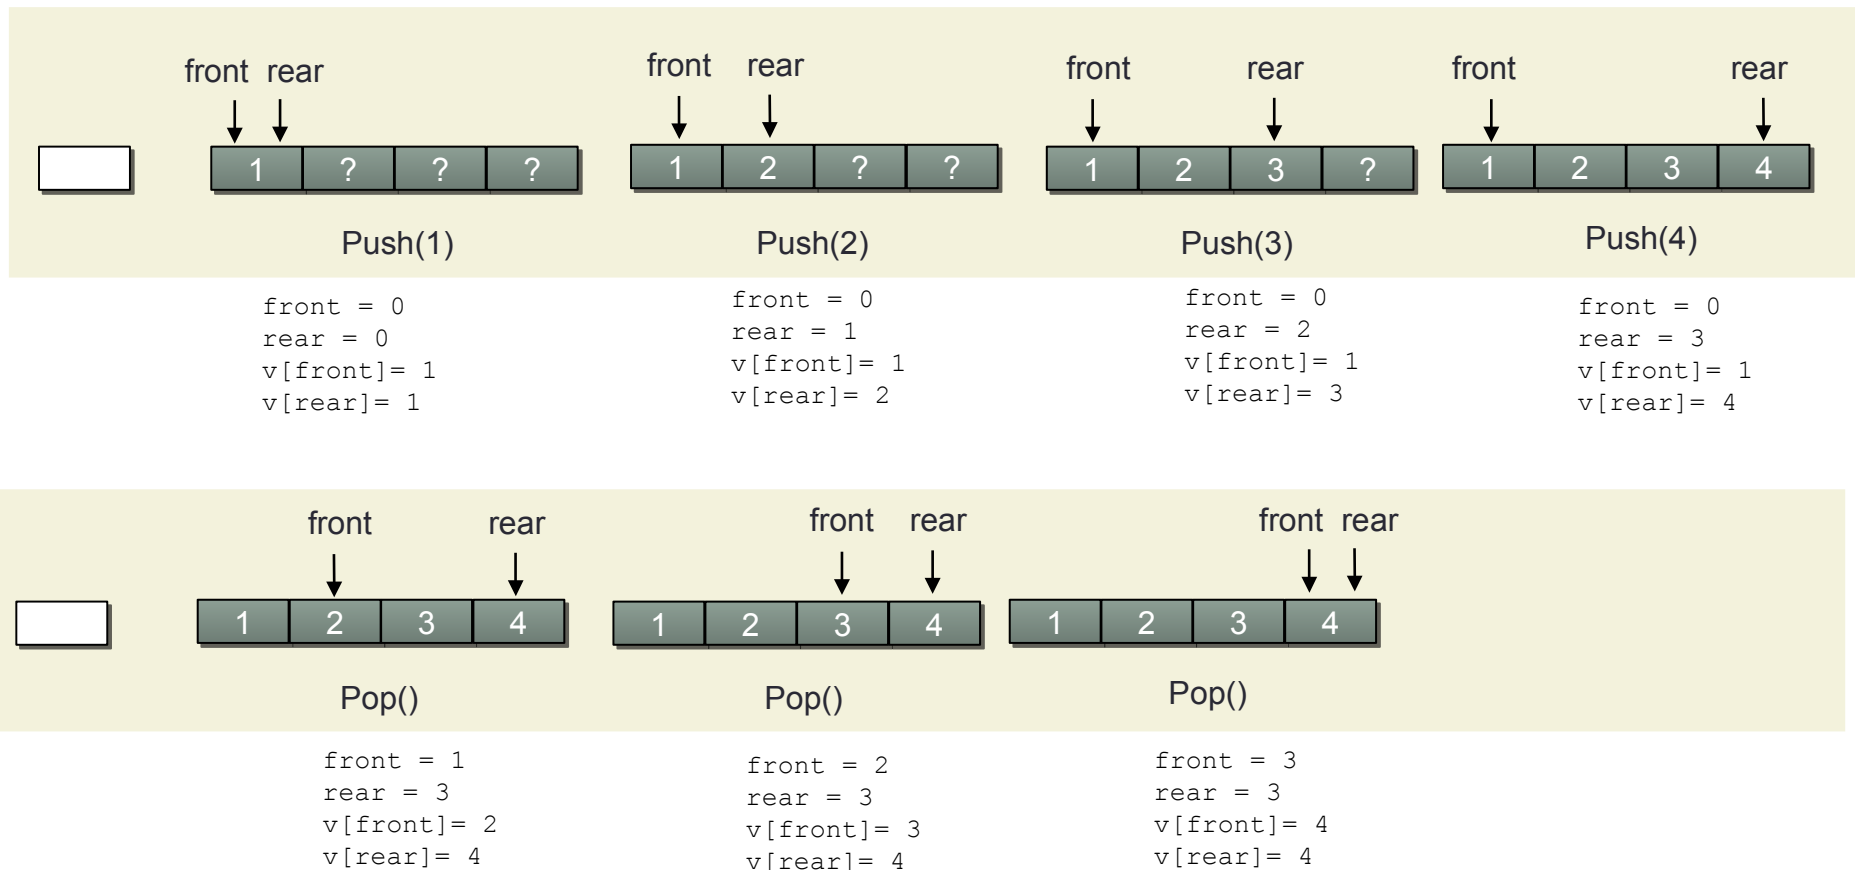 front rear
1 ? ? ?
Push(1)
front = 0
rear = 0
v[front]= 1
v[rear]= 1
front rear
1 2 ? ?
Push(2)
front = 0
rear = 1
v[front]= 1
v[rear]= 2
front rear
1 2 3 ?
Push(3)
front = 0
rear = 2
v[front]= 1
v[rear]= 3
front rear
1 2 3 4
Push(4)
front = 0
rear = 3
v[front]= 1
v[rear]= 4
front rear
1 2 3 4
Pop()
front = 1
rear = 3
v[front]= 2
v[rear]= 4
front rear
1 2 3 4
Pop()
front = 2
rear = 3
v[front]= 3
v[rear]= 4
front rear
1 2 3 4
Pop()
front = 3
rear = 3
v[front]= 4
v[rear]= 4